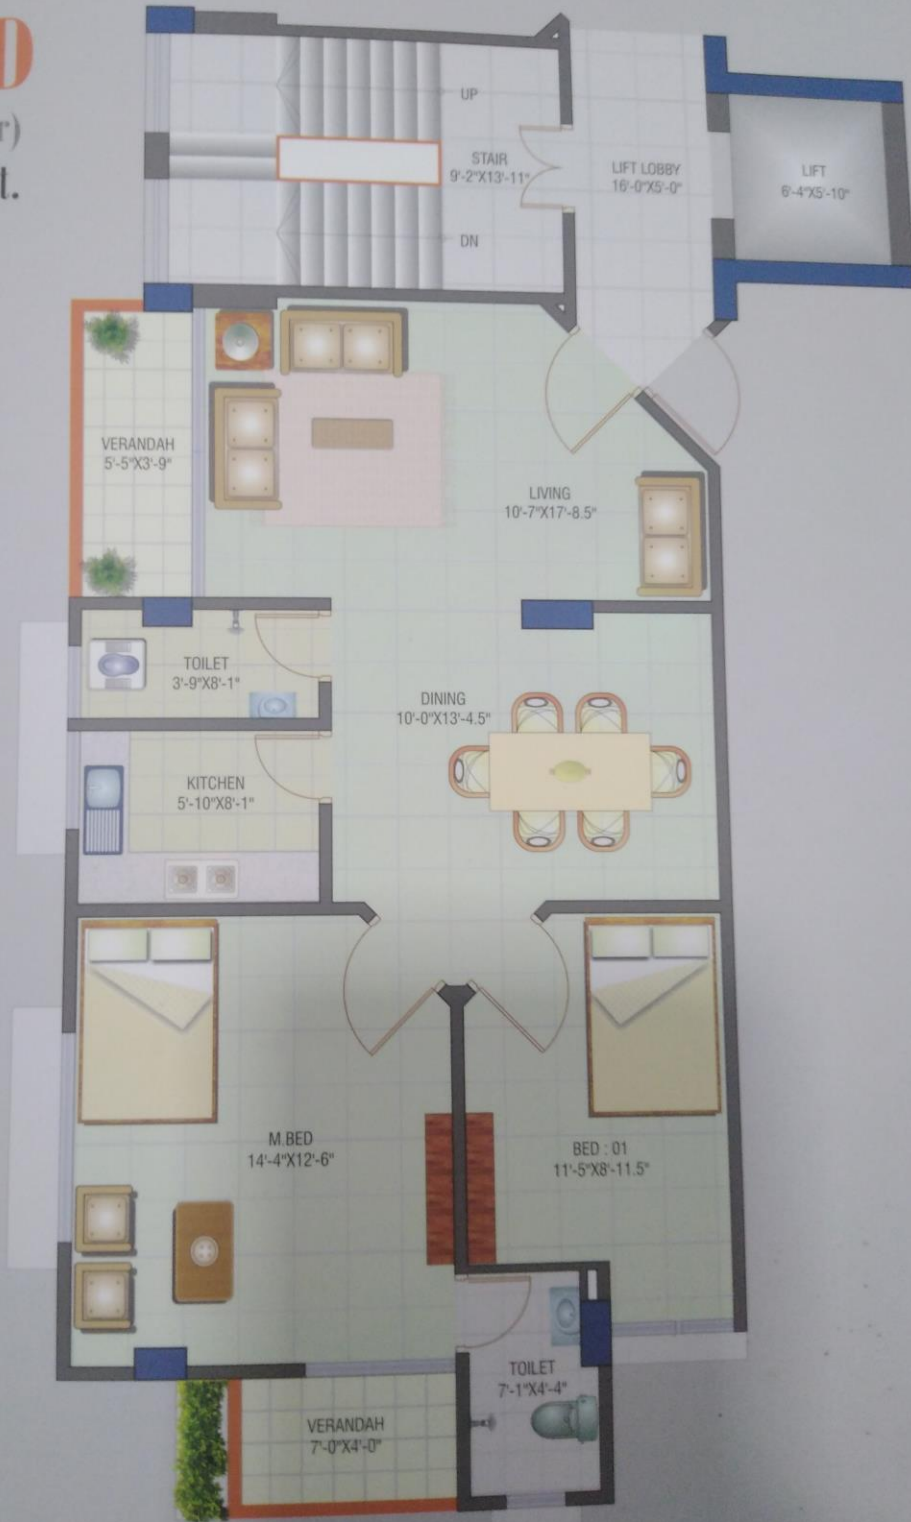 D
r)
t.
UP
STAIR
9'-2"X13'-11"
DN
LIFT LOBBY
16'-0"X5'-0"
LIFT
6'-4"X5'-10"
VERANDAH
5'-5"X3'-9"
LIVING
10'-7"X17'-8.5"
TOILET
3'-9"X8'-1"
DINING
10'-0"X13'-4.5"
KITCHEN
5'-10"X8'-1"
M.BED
14'-4"X12'-6"
BED : 01
11'-5"X8'-11.5"
TOILET
7'-1"X4'-4"
VERANDAH
7'-0"X4'-0"